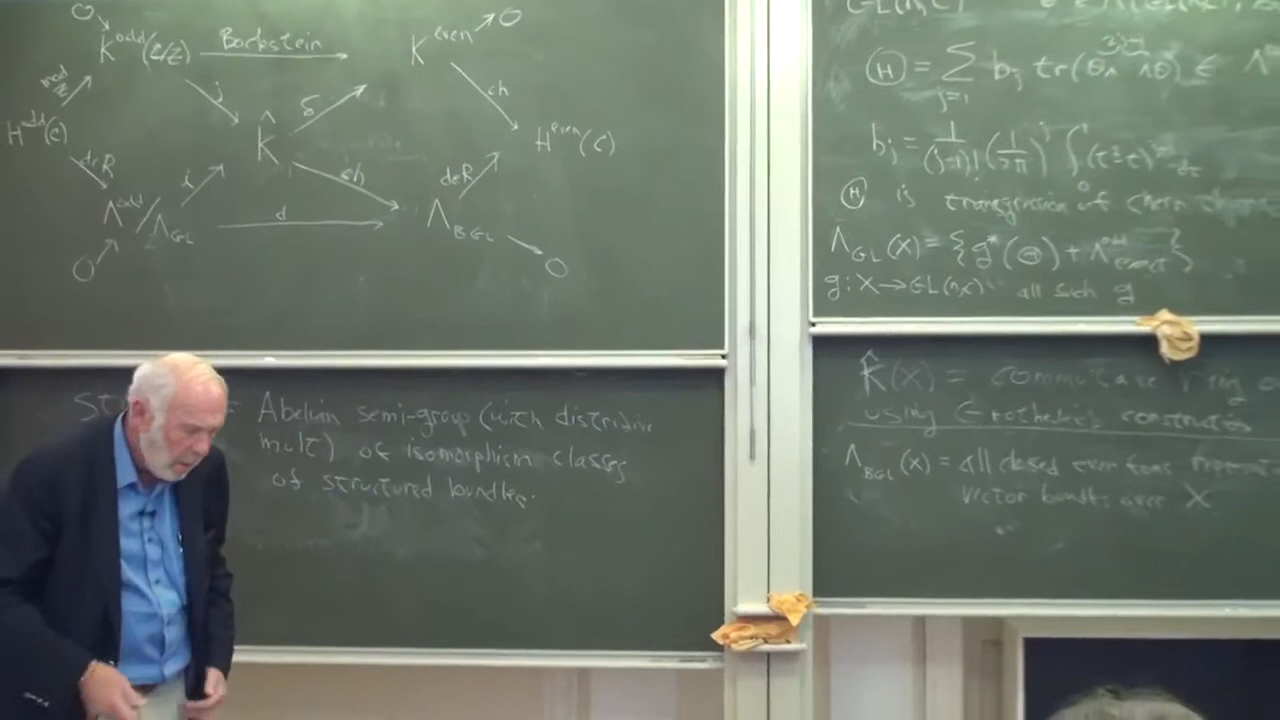 O
K^odd(C/Z) Bockstein K^even O
mod Z j δ ch
H^odd(C) K̂ H^even(C)
deR i ch deR
Λ^odd/Λ_GL d Λ_BGL
O O
= Abelian semi-group (with distributive
mult) of isomorphism classes
of structured bundles.
Ⓗ = Σ b_j tr(θ∧ ∧θ) ∈ Λ
j=1
b_j = 1/(j-1)! (1/2π)^j ∫ (t²-t)^j dt
Ⓗ is transgression of Chern
Λ_GL(X) = {g*(Ⓗ) + Λ^odd_exact}
g: X→GL(n,C) all such g
K̂(X) = commutative ring
using Grothendieck construction
Λ_BGL(X) = all closed even forms
vector bundles over X